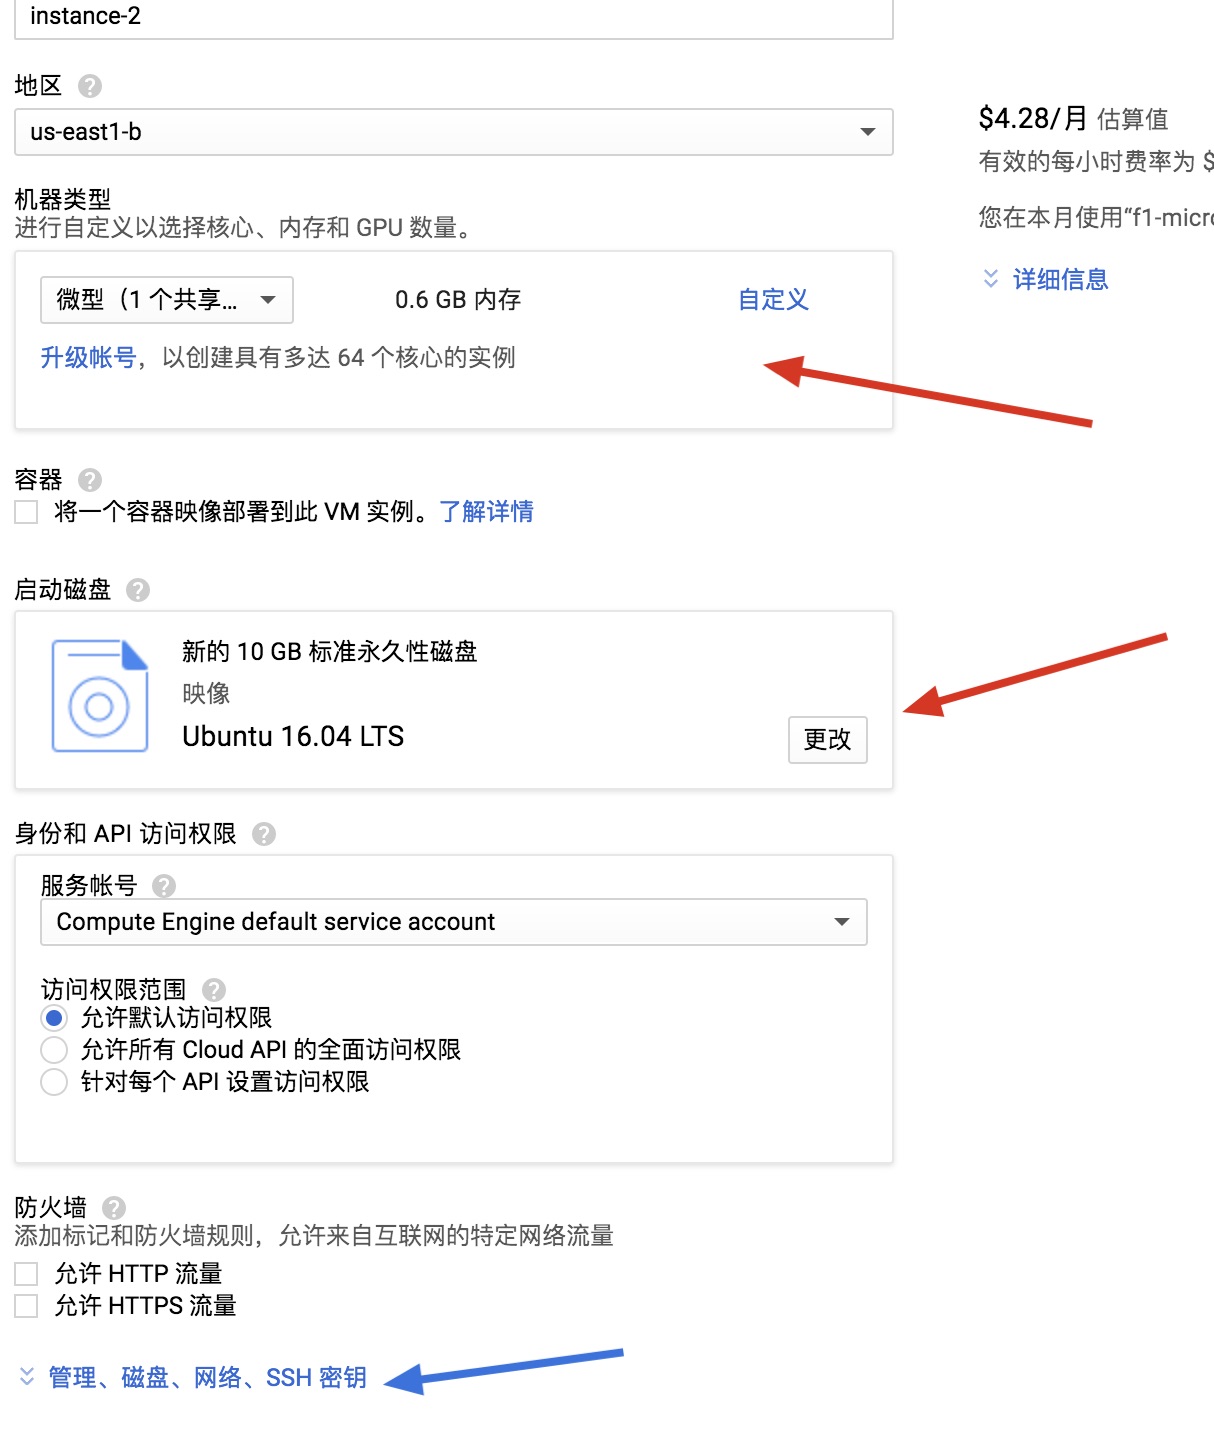 instance-2
地区
us-east1-b
$4.28/月 估算值
有效的每小时费率为 $
您在本月使用“f1-micro
详细信息
机器类型
进行自定义以选择核心、内存和 GPU 数量。
微型（1 个共享... 0.6 GB 内存 自定义
升级帐号，以创建具有多达 64 个核心的实例
容器
将一个容器映像部署到此 VM 实例。了解详情
启动磁盘
新的 10 GB 标准永久性磁盘
映像
Ubuntu 16.04 LTS
更改
身份和 API 访问权限
服务帐号
Compute Engine default service account
访问权限范围
允许默认访问权限
允许所有 Cloud API 的全面访问权限
针对每个 API 设置访问权限
防火墙
添加标记和防火墙规则，允许来自互联网的特定网络流量
允许 HTTP 流量
允许 HTTPS 流量
管理、磁盘、网络、SSH 密钥